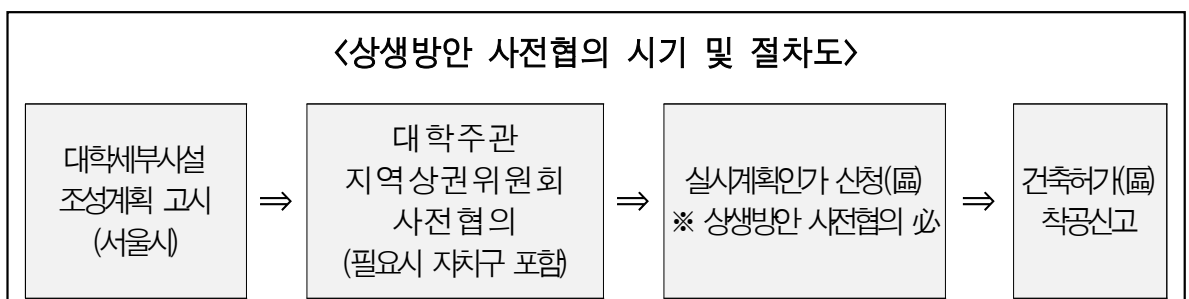 <상생방안 사전협의 시기 및 절차도>
대학세부시설
조성계획 고시
(서울시)
⇒
대학주관
지역상권위원회
사전협의
(필요시 자치구 포함)
⇒
실시계획인가 신청(區)
※ 상생방안 사전협의 必
⇒
건축허가(區)
착공신고